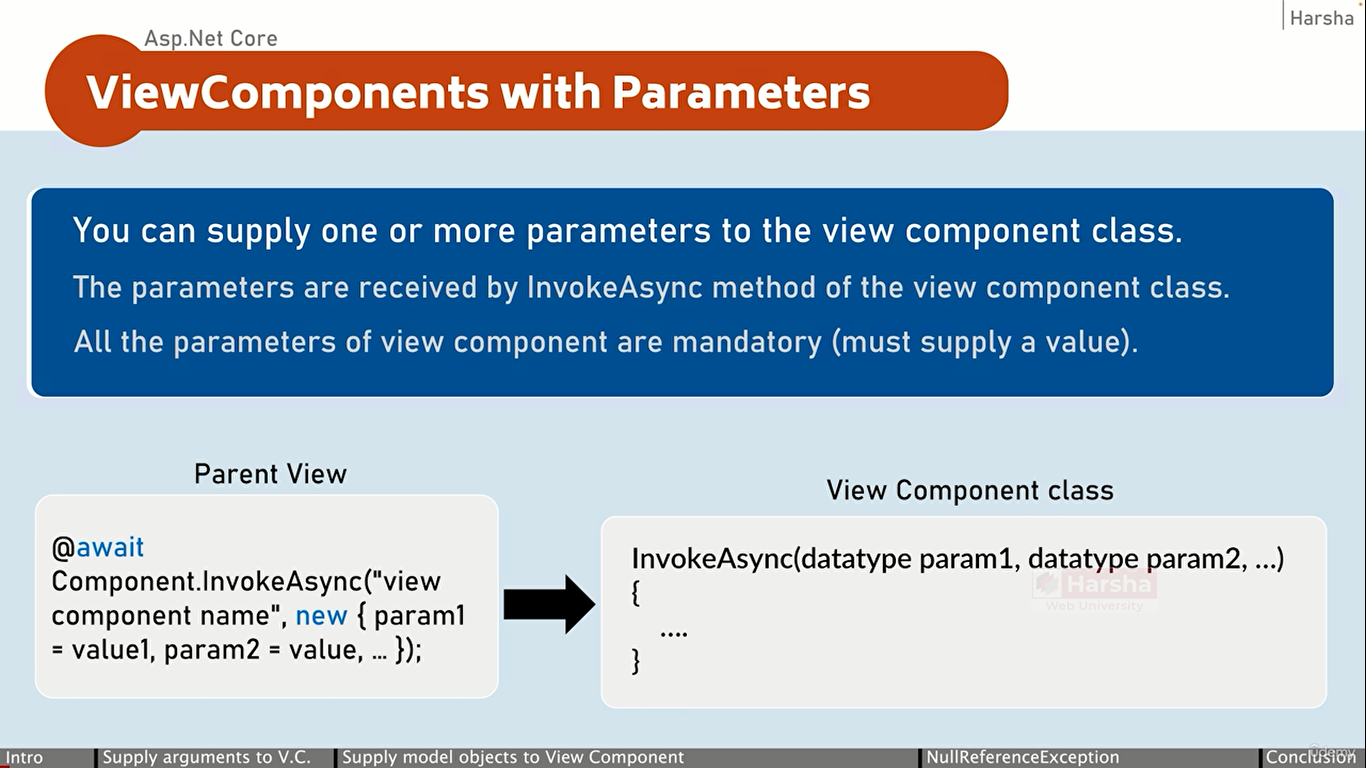 Harsha
Asp.Net Core
ViewComponents with Parameters
You can supply one or more parameters to the view component class.
The parameters are received by InvokeAsync method of the view component class.
All the parameters of view component are mandatory (must supply a value).
Parent View
@await
Component.InvokeAsync("view
component name", new { param1
= value1, param2 = value, … });
View Component class
InvokeAsync(datatype param1, datatype param2, …)
{
….
}
Harsha
Web University
Intro
Supply arguments to V.C.
Supply model objects to View Component
NullReferenceException
Conclusion
ûdemy